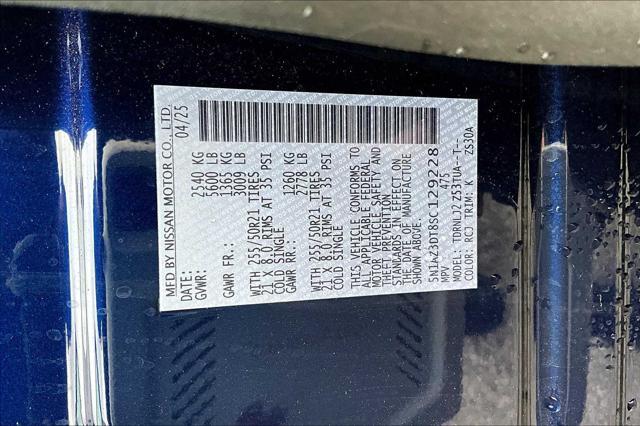 MFD BY NISSAN MOTOR CO., LTD.
DATE: 04/25
GVWR: 2540 KG
5600 LB
GAWR FR.: 1365 KG
3009 LB
WITH 255/50R21 TIRES
21 X 8.0 RIMS AT 35 PSI
COLD SINGLE
GAWR RR.: 1260 KG
2778 LB
WITH 255/50R21 TIRES
21 X 8.0 RIMS AT 35 PSI
COLD SINGLE
THIS VEHICLE CONFORMS TO
ALL APPLICABLE FEDERAL
MOTOR VEHICLE SAFETY AND
THEFT PREVENTION
STANDARDS IN EFFECT ON
THE DATE OF MANUFACTURE
SHOWN ABOVE.
5N1AZ3DT8SC129228
MPV 475
MODEL: TDRNLJZZS31UA--T--
COLOR: RCJ TRIM: K ZS30A